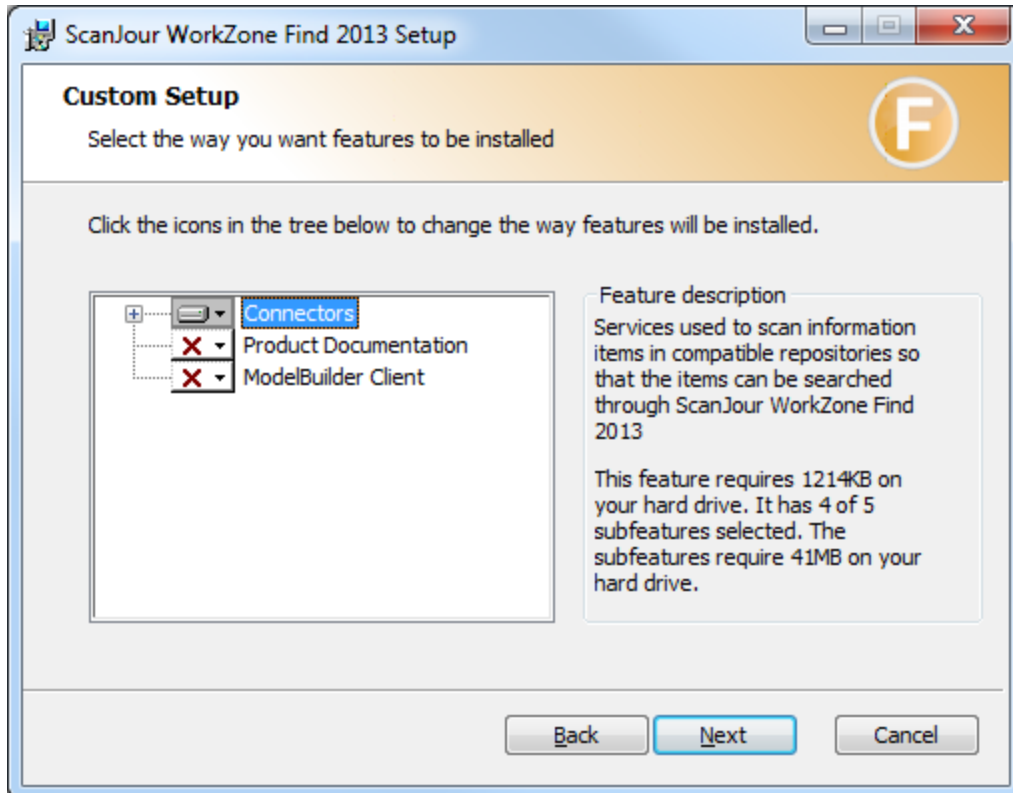 ScanJour WorkZone Find 2013 Setup
Custom Setup
Select the way you want features to be installed
F
Click the icons in the tree below to change the way features will be installed.
Connectors
Product Documentation
ModelBuilder Client
Feature description
Services used to scan information
items in compatible repositories so
that the items can be searched
through ScanJour WorkZone Find
2013
This feature requires 1214KB on
your hard drive. It has 4 of 5
subfeatures selected. The
subfeatures require 41MB on your
hard drive.
Back
Next
Cancel